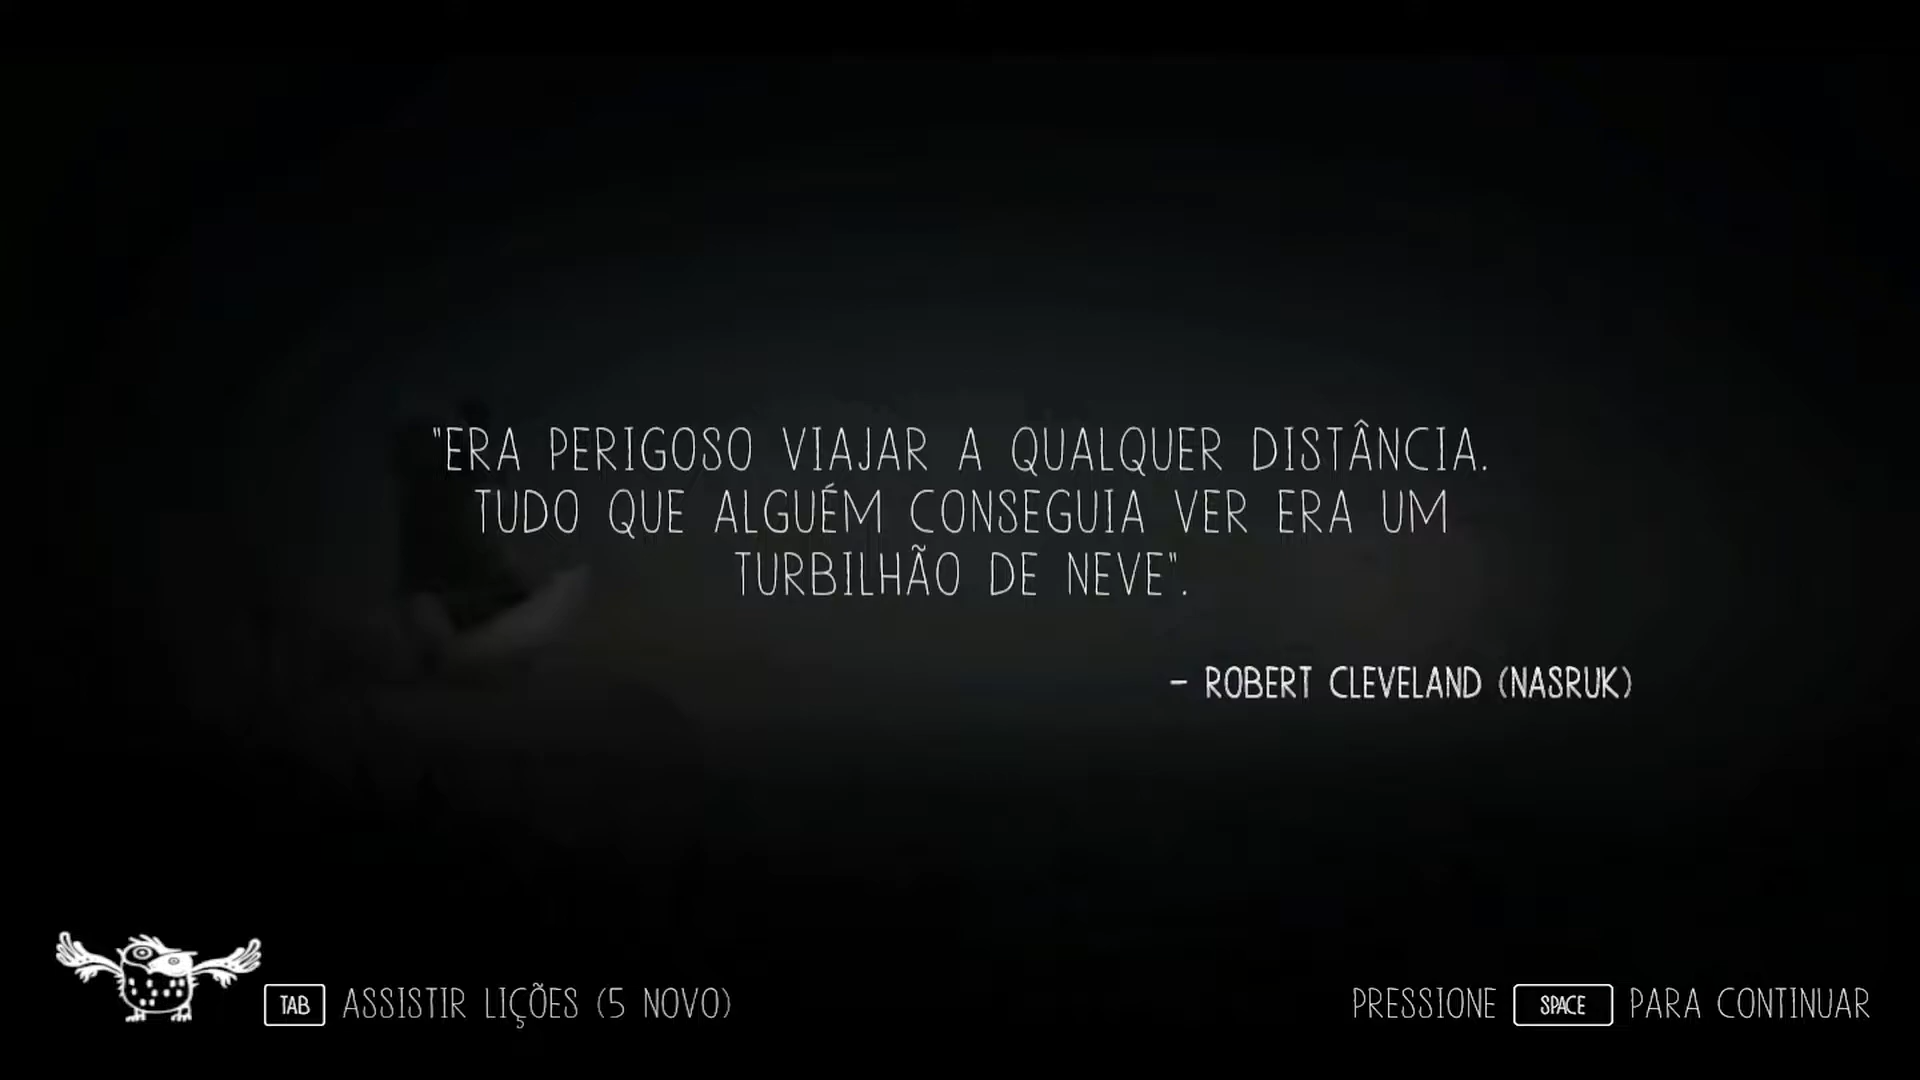 "ERA PERIGOSO VIAJAR A QUALQUER DISTÂNCIA.
TUDO QUE ALGUÉM CONSEGUIA VER ERA UM
TURBILHÃO DE NEVE".
- ROBERT CLEVELAND (NASRUK)
TAB ASSISTIR LIÇÕES (5 NOVO)
PRESSIONE SPACE PARA CONTINUAR